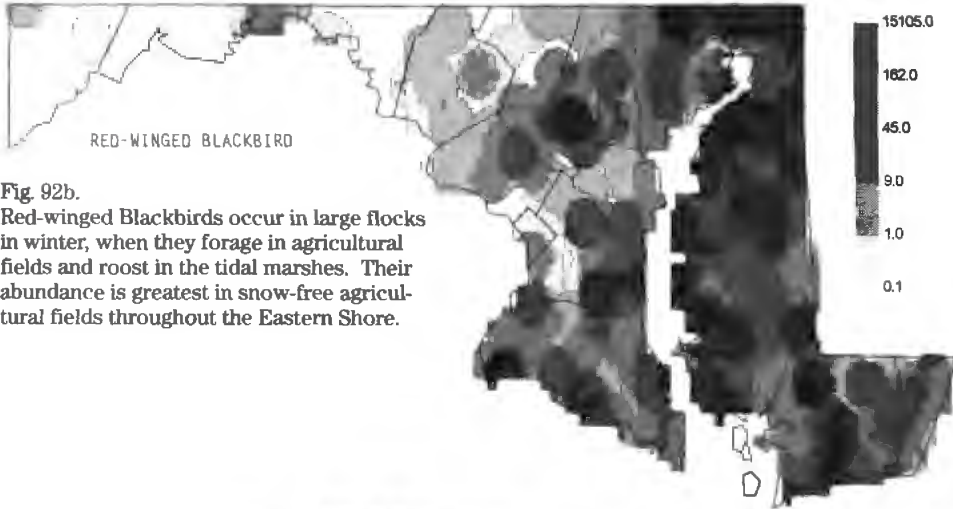 15105.0
162.0
45.0
9.0
1.0
0.1
RED-WINGED BLACKBIRD
Fig. 92b.
Red-winged Blackbirds occur in large flocks
in winter, when they forage in agricultural
fields and roost in the tidal marshes. Their
abundance is greatest in snow-free agricul-
tural fields throughout the Eastern Shore.